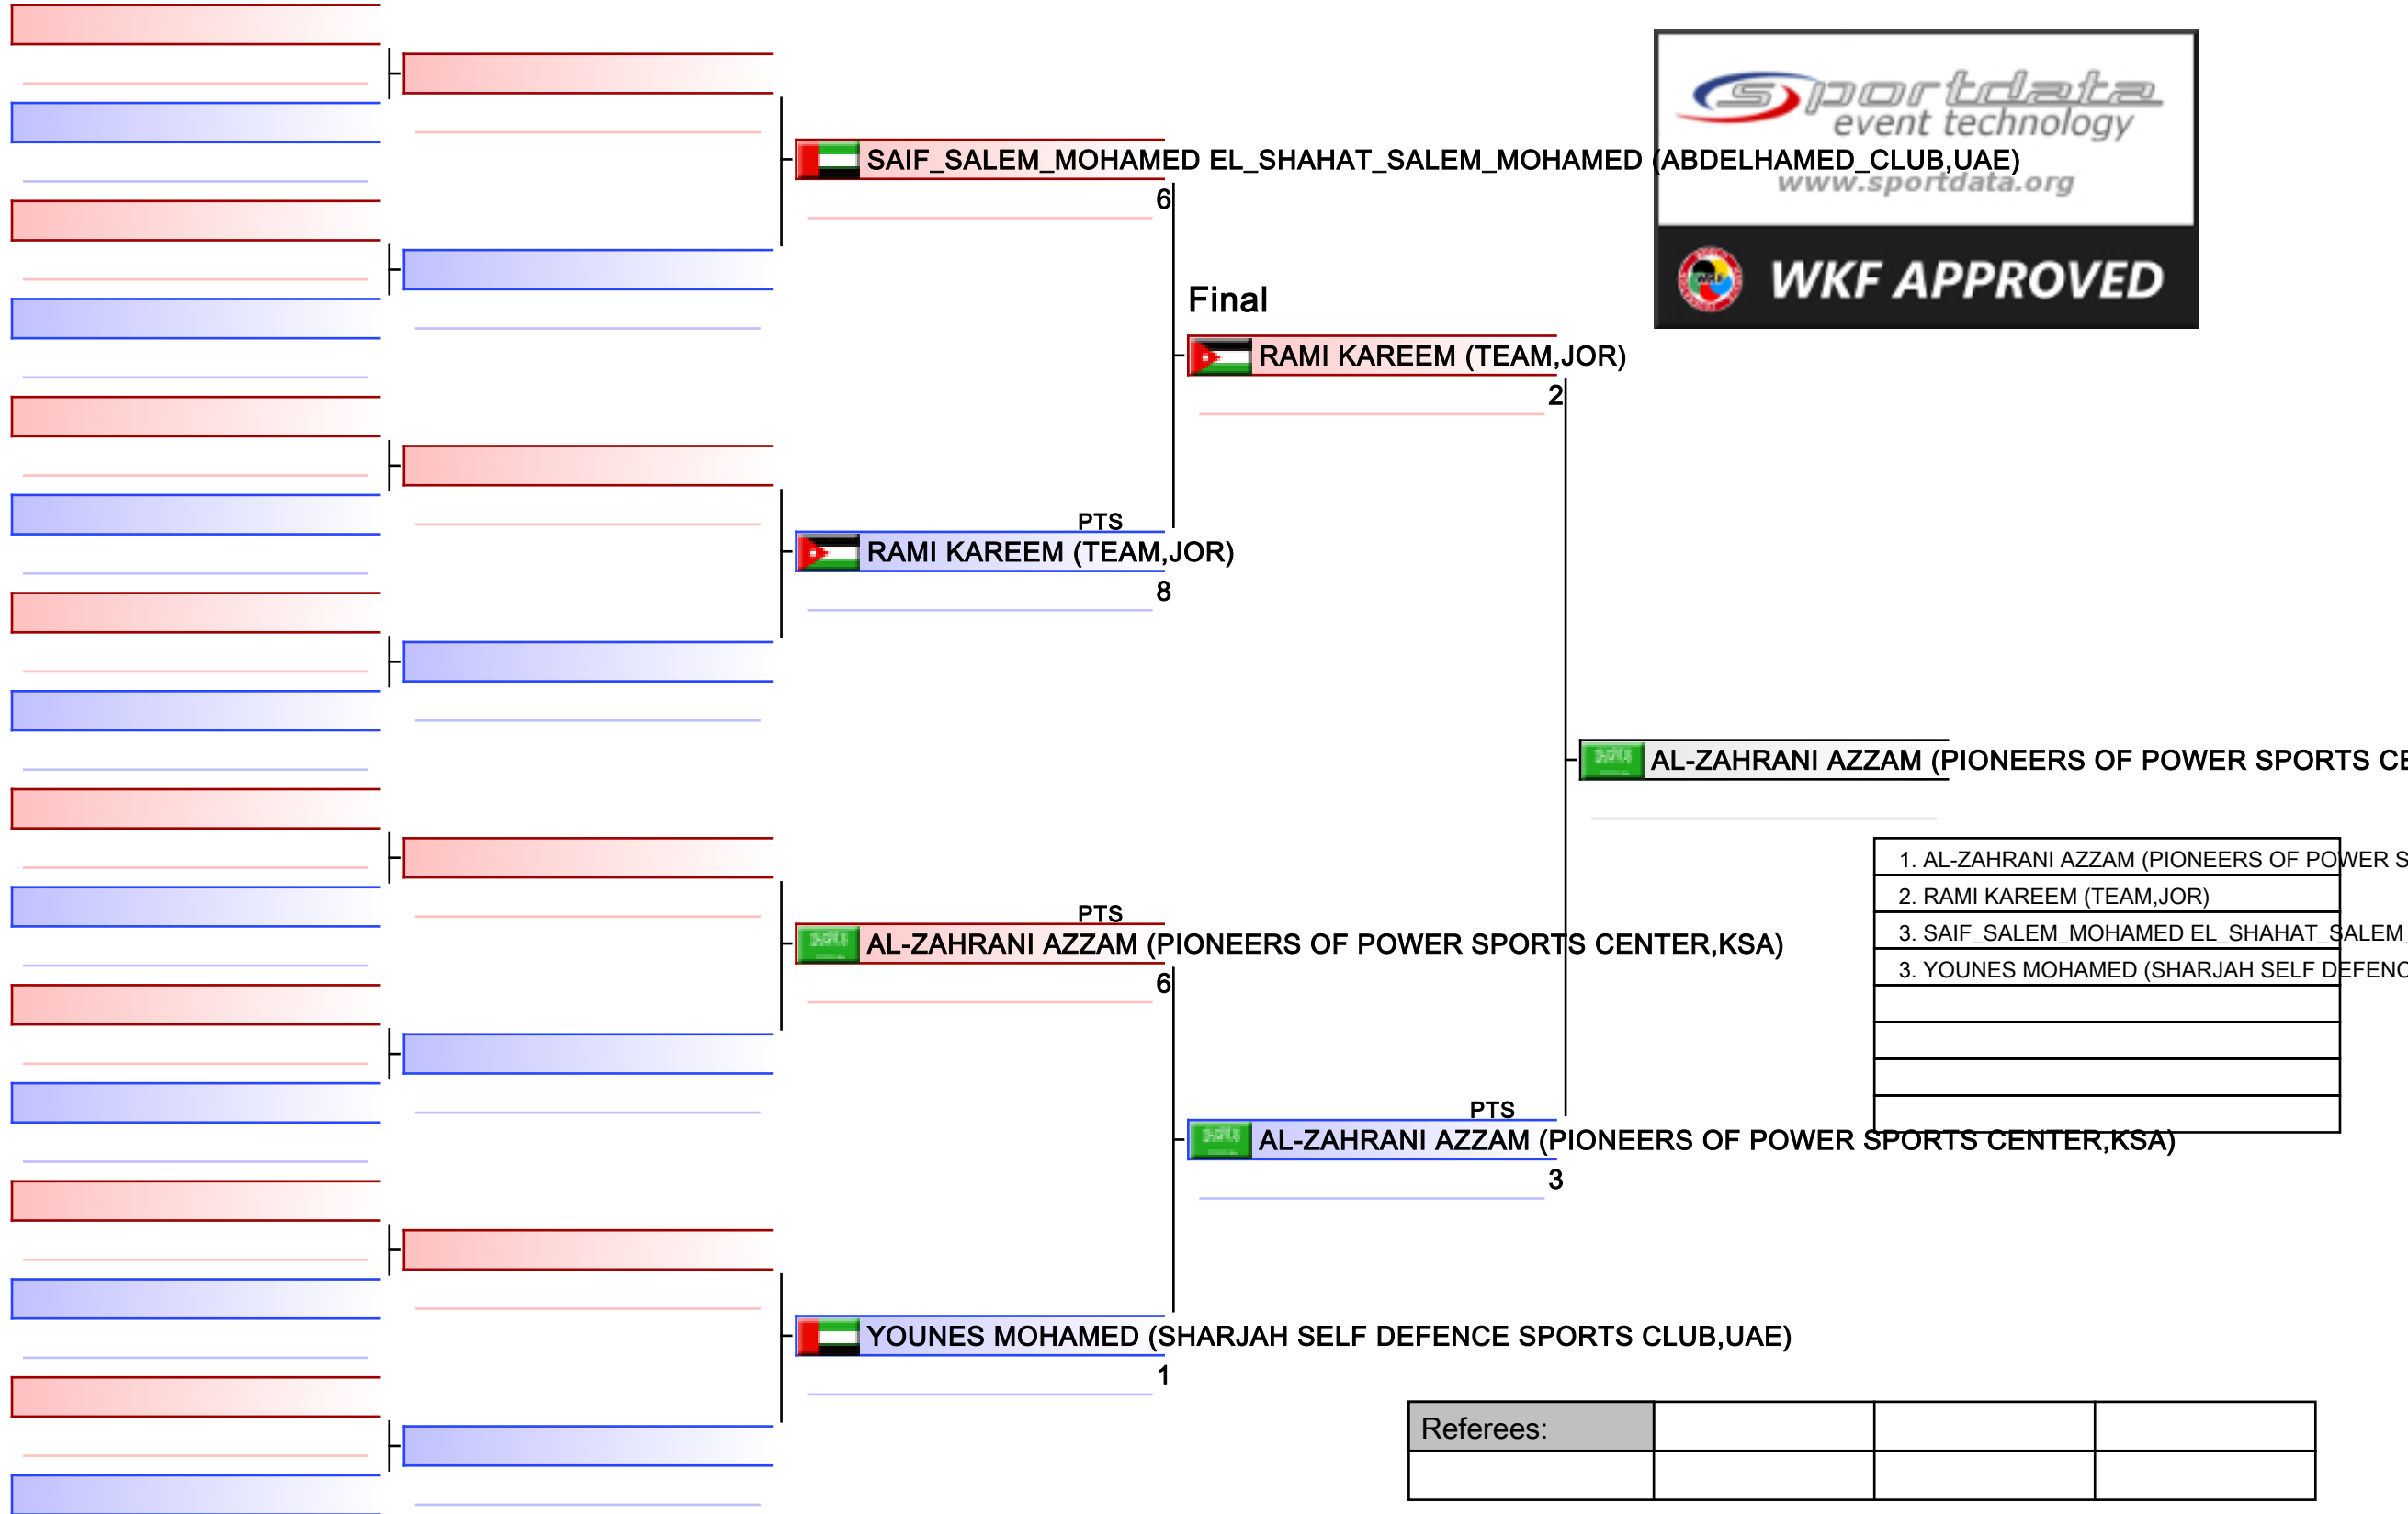 sportdata
event technology
SAIF_SALEM_MOHAMED EL_SHAHAT_SALEM_MOHAMED (ABDELHAMED_CLUB,UAE)
www.sportdata.org
6
WKF APPROVED
Final
RAMI KAREEM (TEAM,JOR)
2
PTS
RAMI KAREEM (TEAM,JOR)
8
AL-ZAHRANI AZZAM (PIONEERS OF POWER SPORTS CE
1. AL-ZAHRANI AZZAM (PIONEERS OF POWER S
2. RAMI KAREEM (TEAM,JOR)
3. SAIF_SALEM_MOHAMED EL_SHAHAT_SALEM_
3. YOUNES MOHAMED (SHARJAH SELF DEFENC
PTS
AL-ZAHRANI AZZAM (PIONEERS OF POWER SPORTS CENTER,KSA)
6
PTS
AL-ZAHRANI AZZAM (PIONEERS OF POWER SPORTS CENTER,KSA)
3
YOUNES MOHAMED (SHARJAH SELF DEFENCE SPORTS CLUB,UAE)
1
Referees: